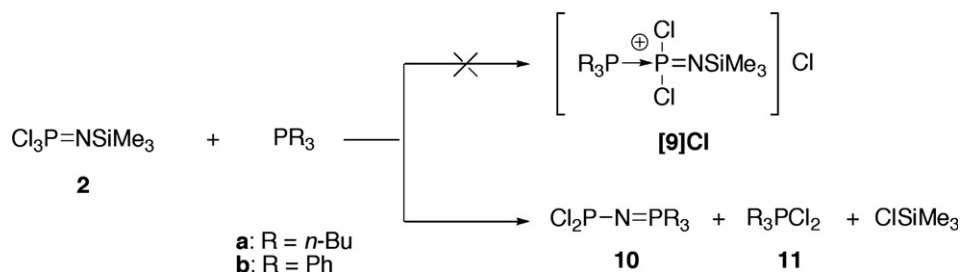 Cl
⊕
R₃P→P=NSiMe₃
Cl
Cl
[9]Cl
Cl₃P=NSiMe₃ + PR₃
2
a: R = n-Bu
b: R = Ph
Cl₂P–N=PR₃ + R₃PCl₂ + ClSiMe₃
10 11